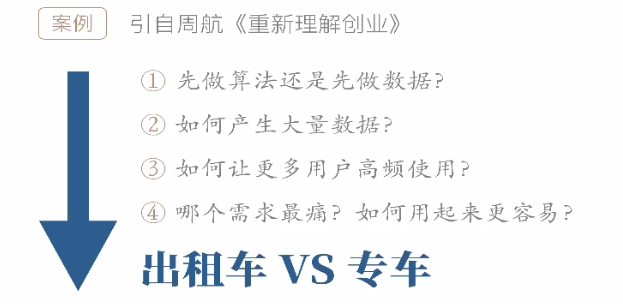 案例 引自周航《重新理解创业》
① 先做算法还是先做数据?
② 如何产生大量数据?
③ 如何让更多用户高频使用?
④ 哪个需求最痛? 如何用起来更容易?
出租车 VS 专车